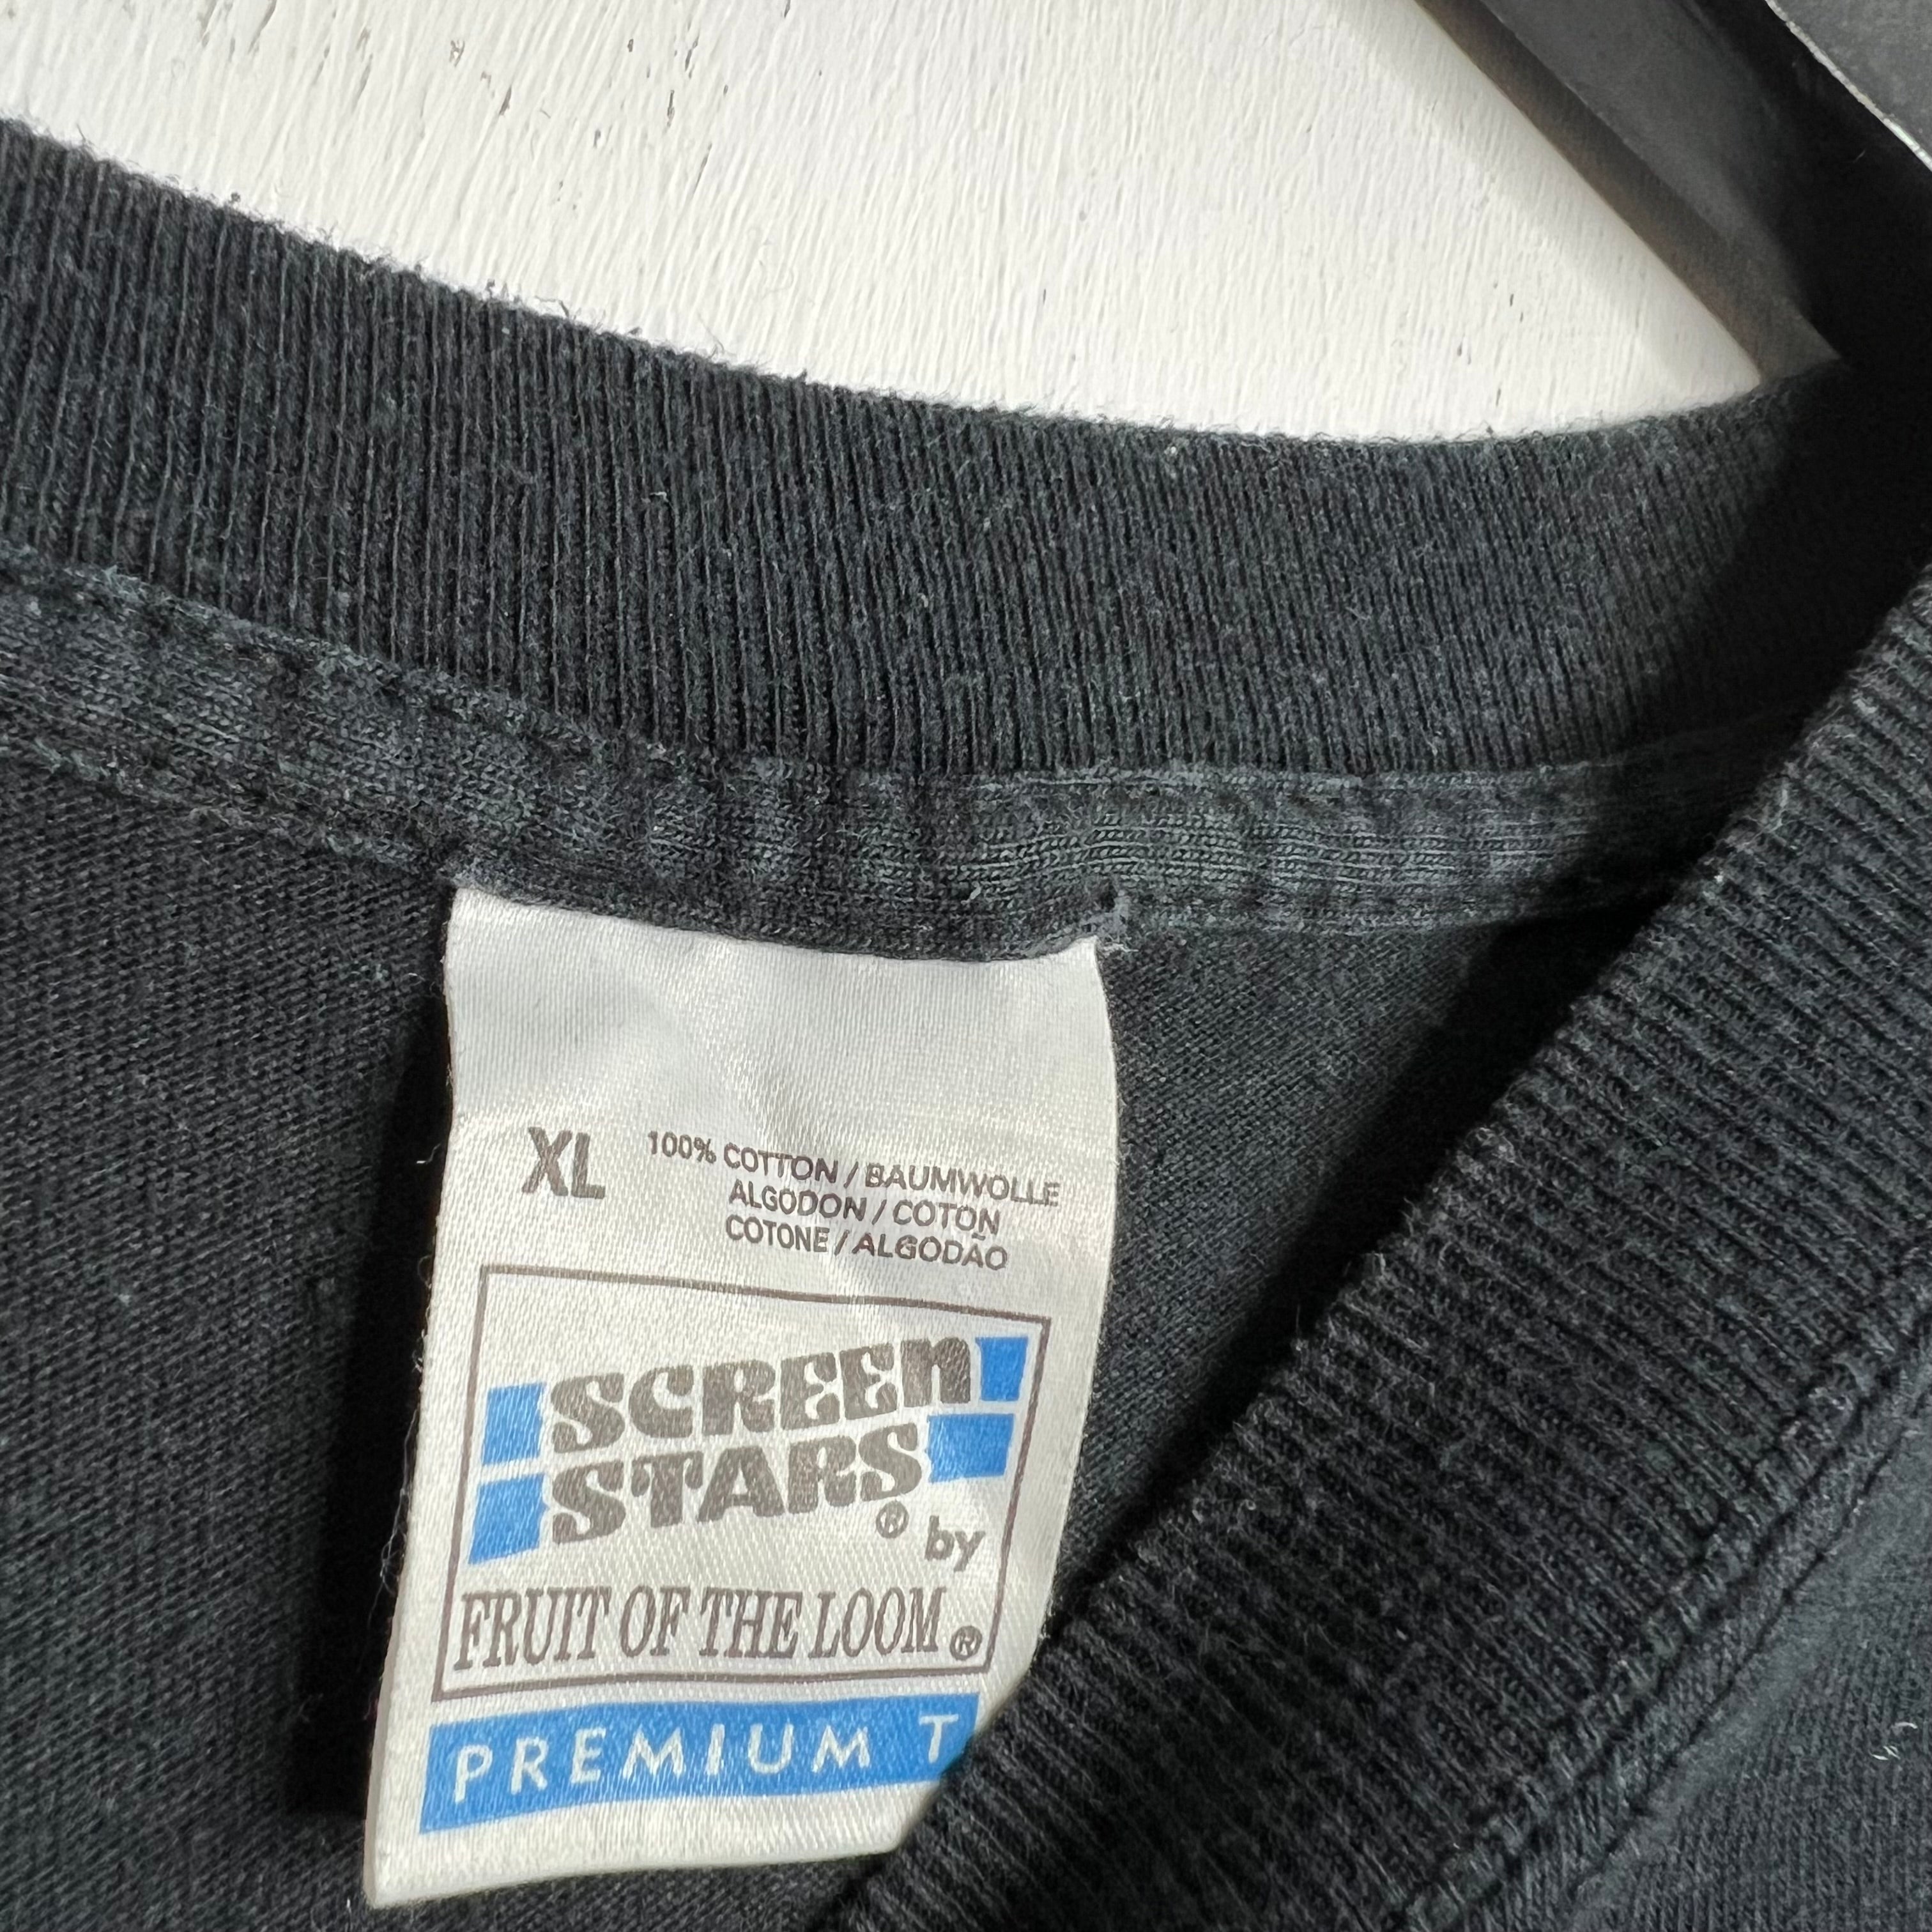 XL 100% COTTON / BAUMWOLLE
ALGODON / COTON
COTONE / ALGODÃO
SCREEN
STARS
® by
FRUIT OF THE LOOM ®
PREMIUM T